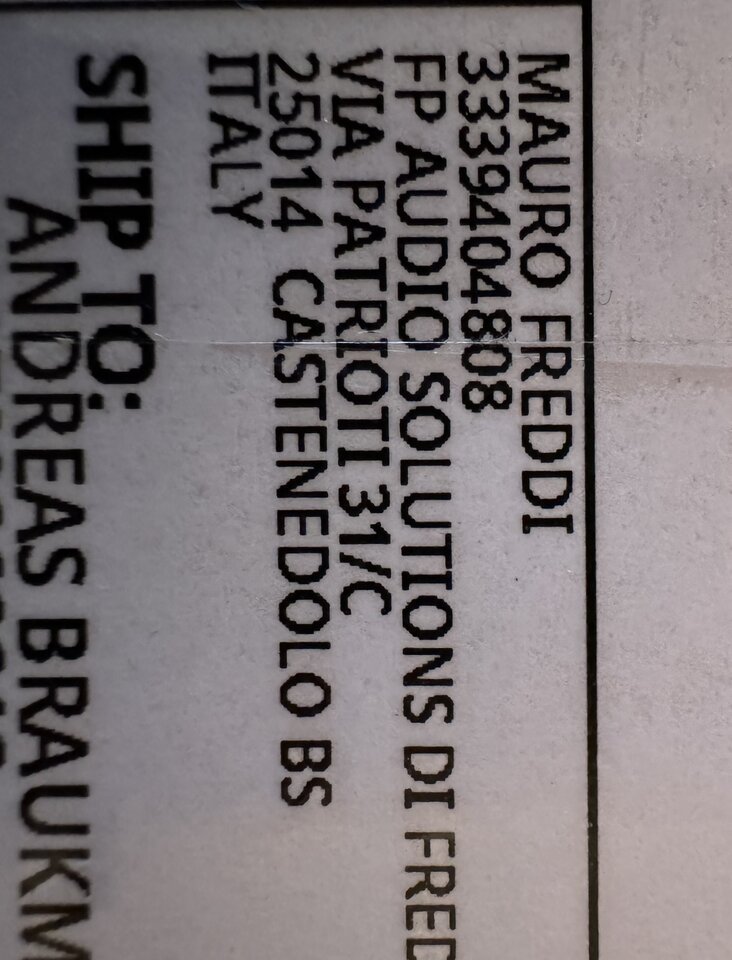 MAURO FREDDI
3339404808
FP AUDIO SOLUTIONS DI FRED
VIA PATRIOTI 31/C
25014 CASTENEDOLO BS
ITALY
SHIP TO:
ANDREAS BRAUKM